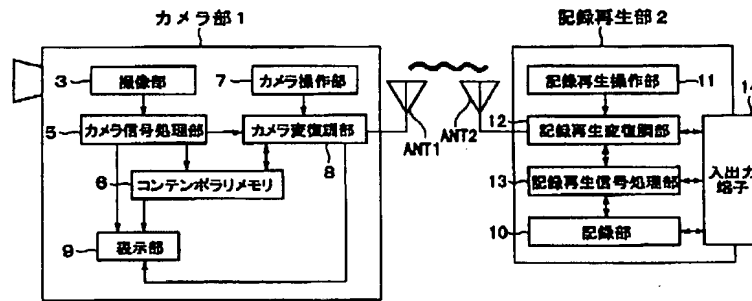 カメラ部1
記録再生部2
3
撮像部
7
カメラ操作部
記録再生操作部
11
14
5
カメラ信号処理部
カメラ変復調部
8
ANT1
ANT2
12
記録再生変復調部
6
コンテンポラリメモリ
13
記録再生信号処理部
入出力
端子
9
表示部
10
記録部